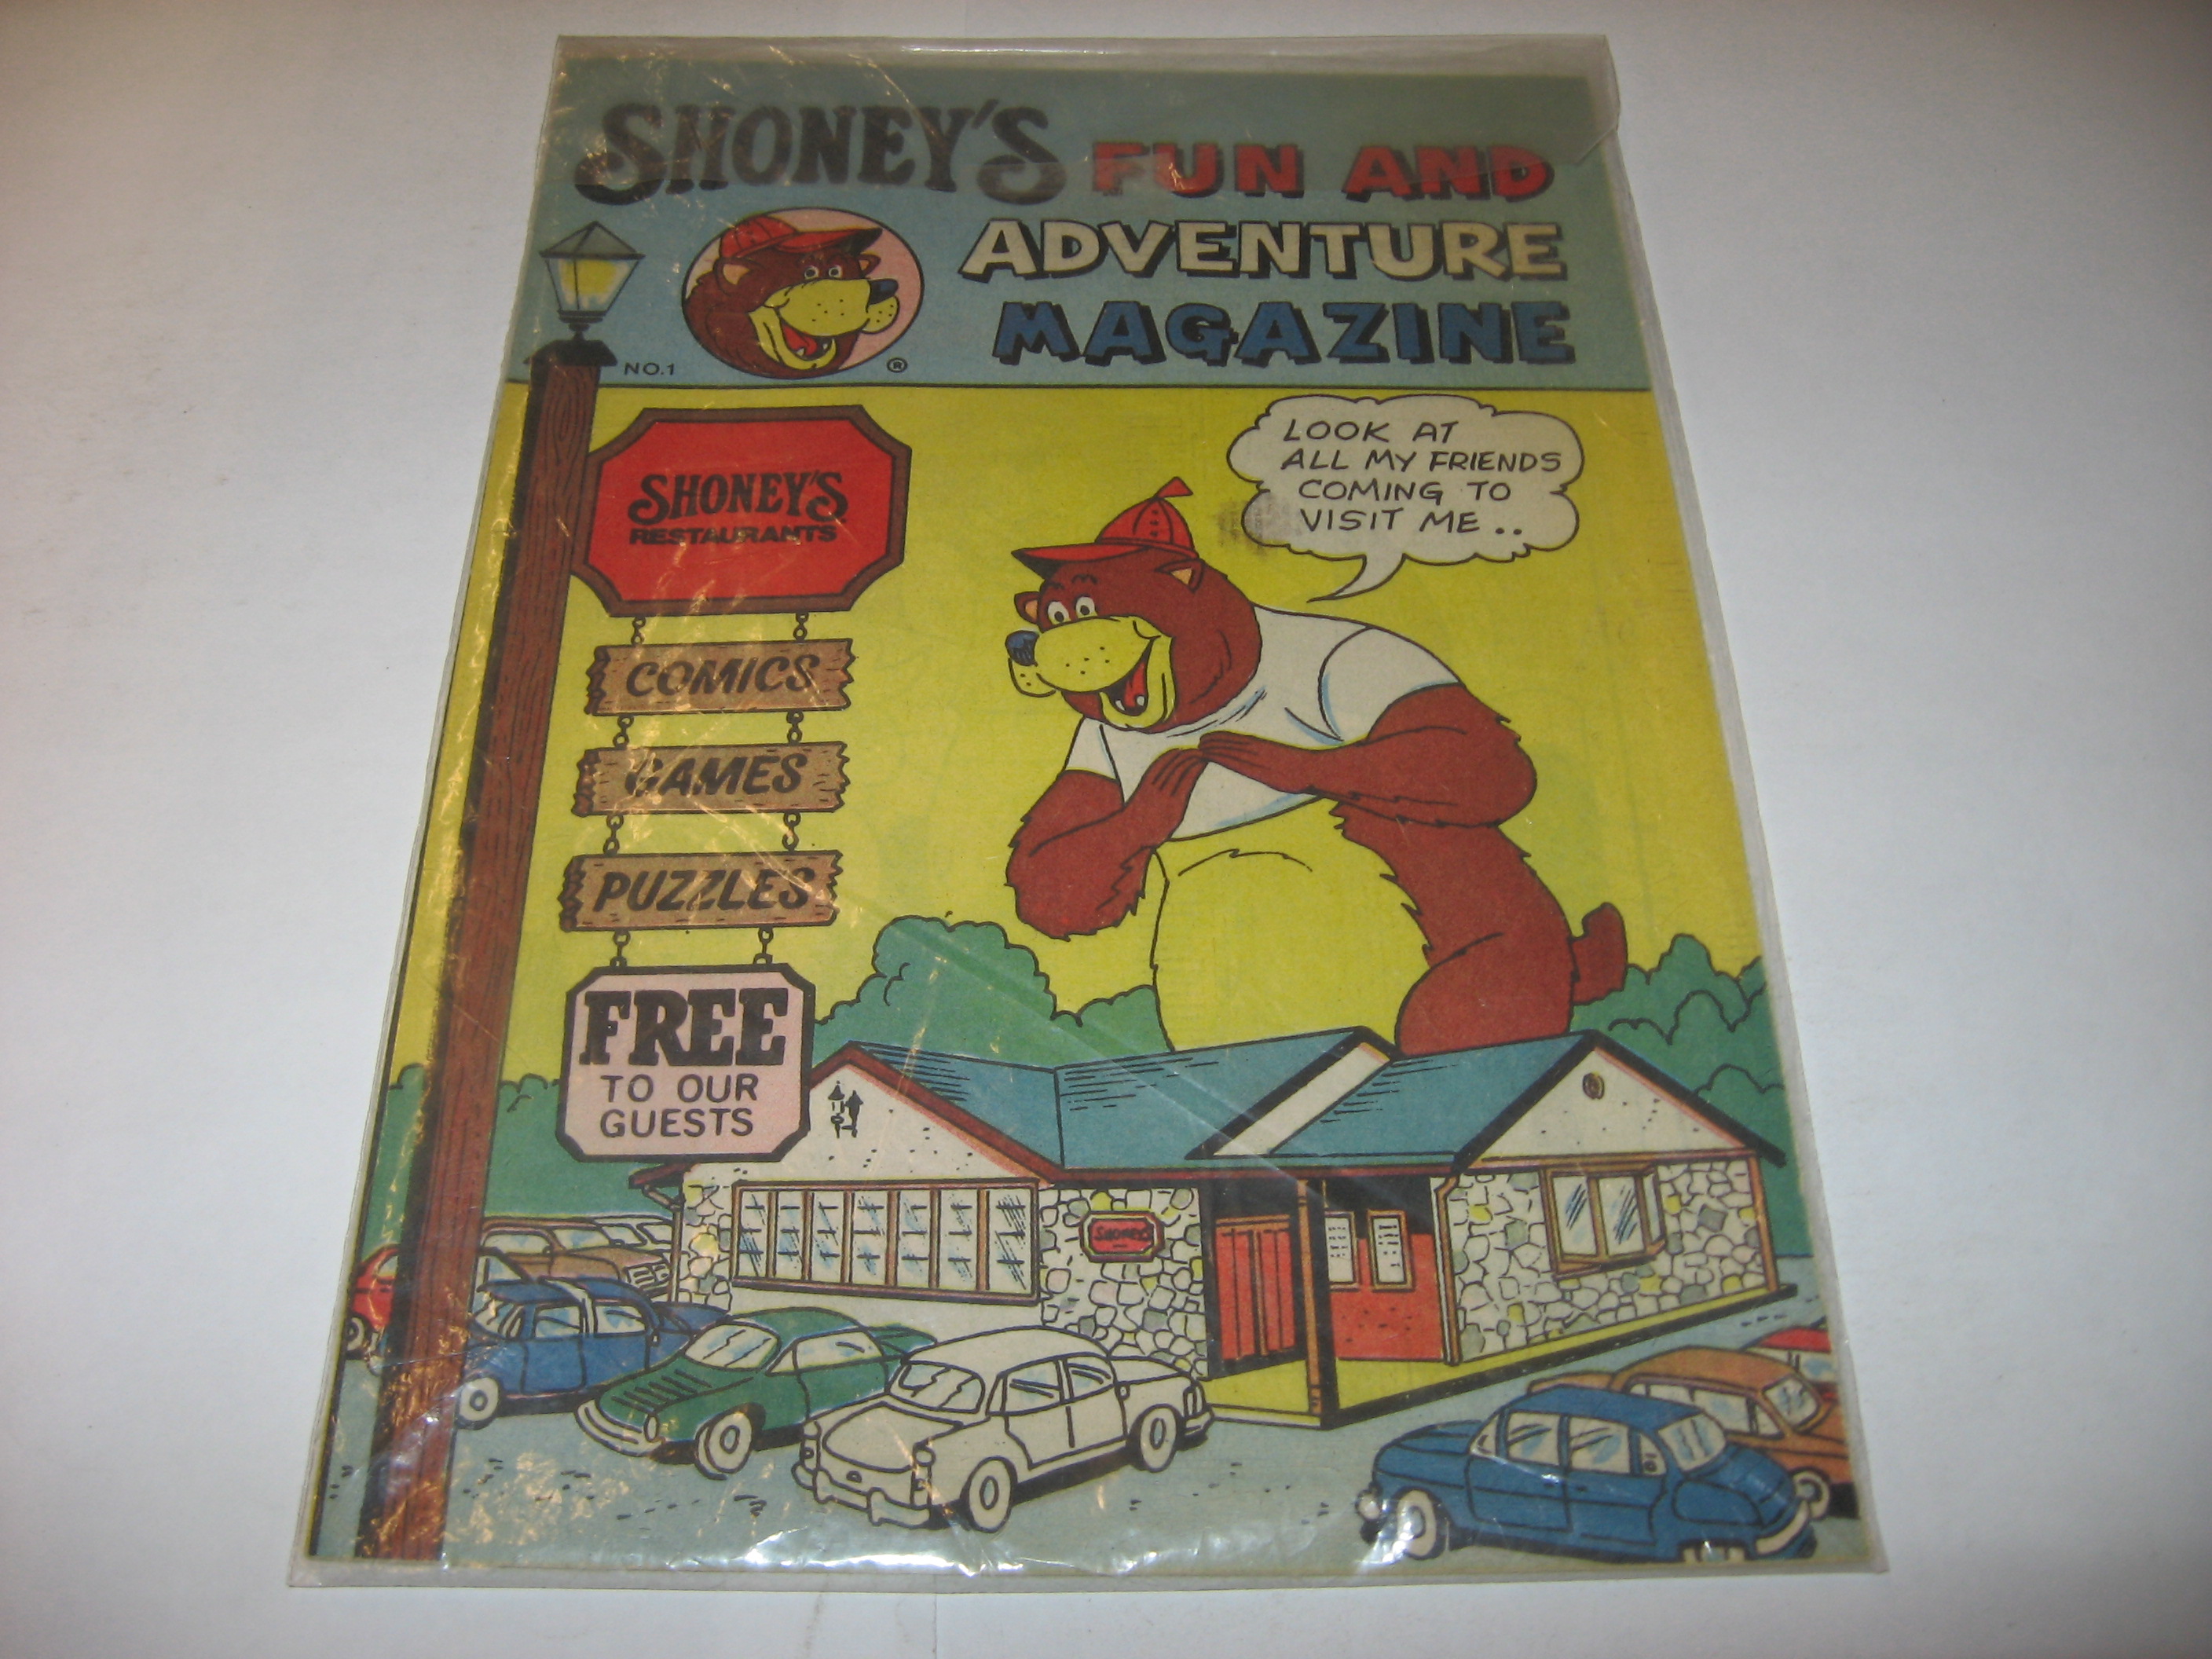 SHONEY'S FUN AND
ADVENTURE
MAGAZINE
NO.1
®
SHONEY'S
RESTAURANTS
COMICS
GAMES
PUZZLES
FREE
TO OUR
GUESTS
LOOK AT
ALL MY FRIENDS
COMING TO
VISIT ME ..
SHONEY'S